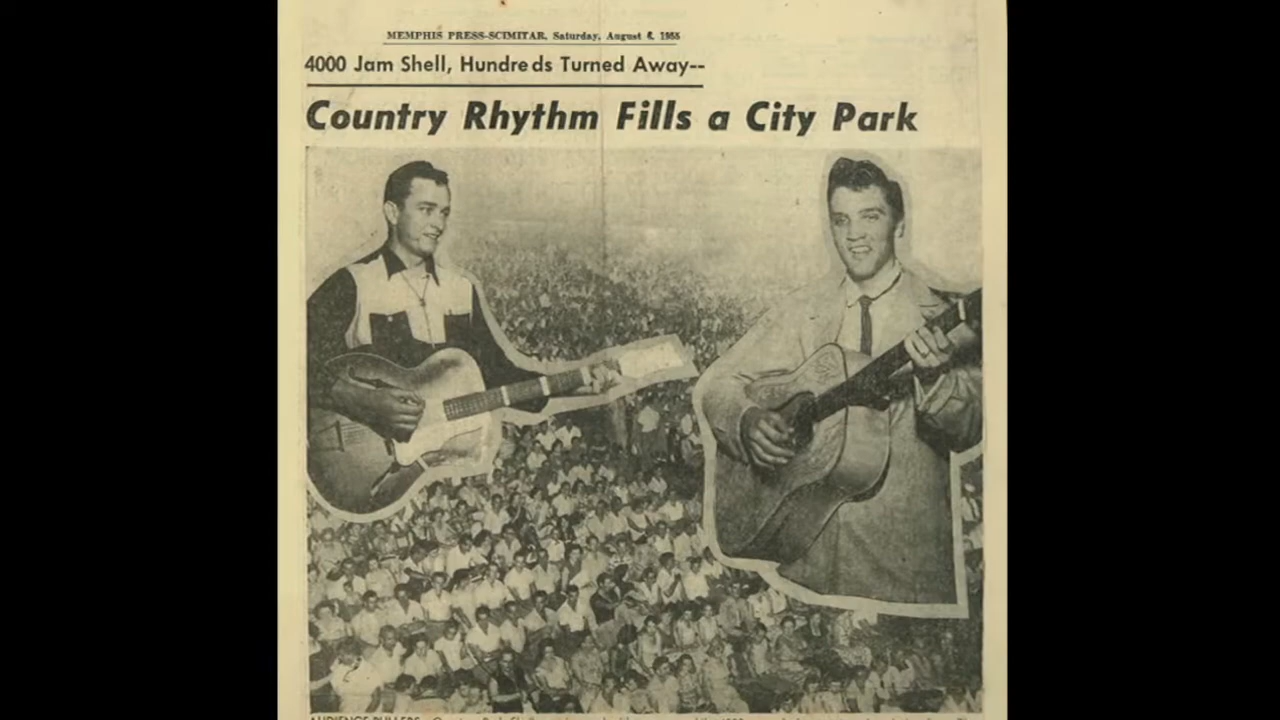 MEMPHIS PRESS-SCIMITAR, Saturday, August 6, 1955
4000 Jam Shell, Hundreds Turned Away--
Country Rhythm Fills a City Park